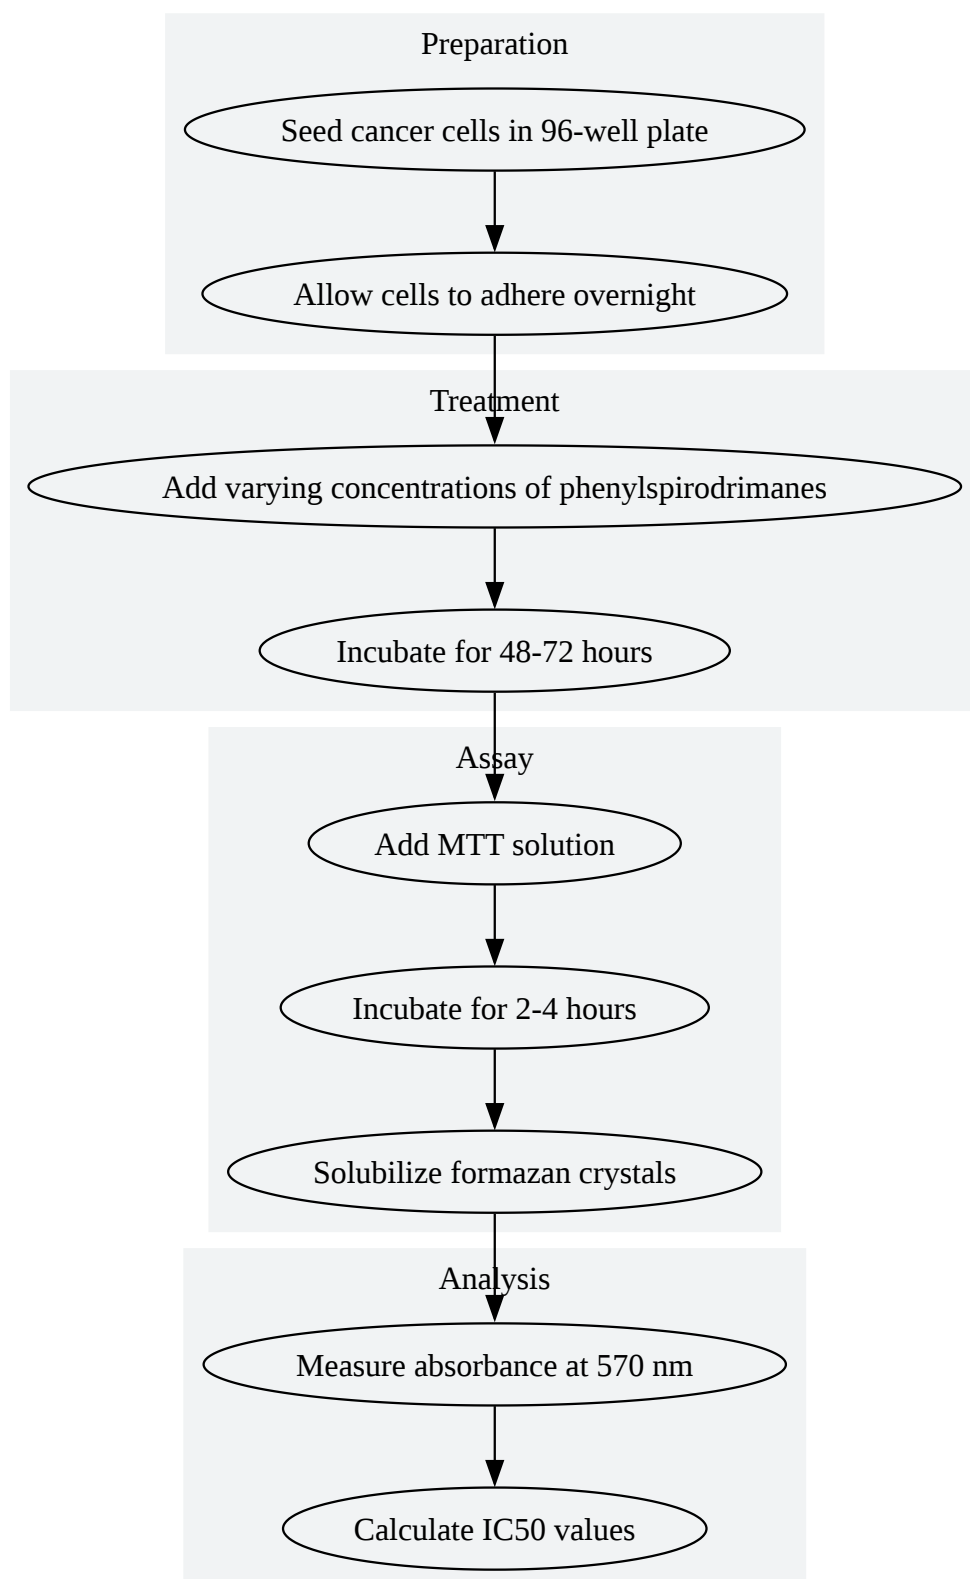 Preparation
Seed cancer cells in 96-well plate
Allow cells to adhere overnight
Treatment
Add varying concentrations of phenylspirodrimanes
Incubate for 48-72 hours
Assay
Add MTT solution
Incubate for 2-4 hours
Solubilize formazan crystals
Analysis
Measure absorbance at 570 nm
Calculate IC50 values